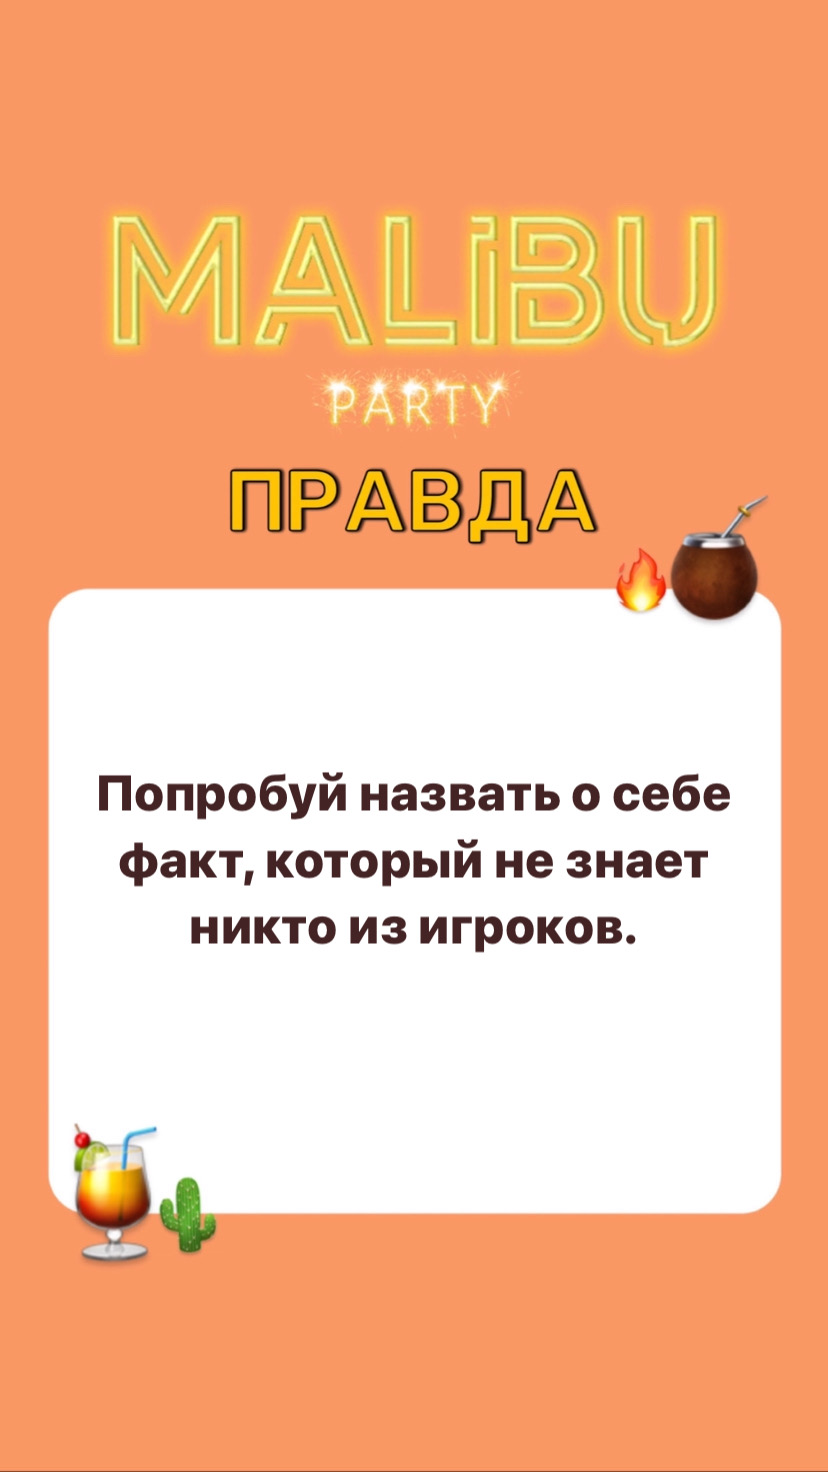 MALiBU
PARTY
ПРАВДА
Попробуй назвать о себе
факт, который не знает
никто из игроков.